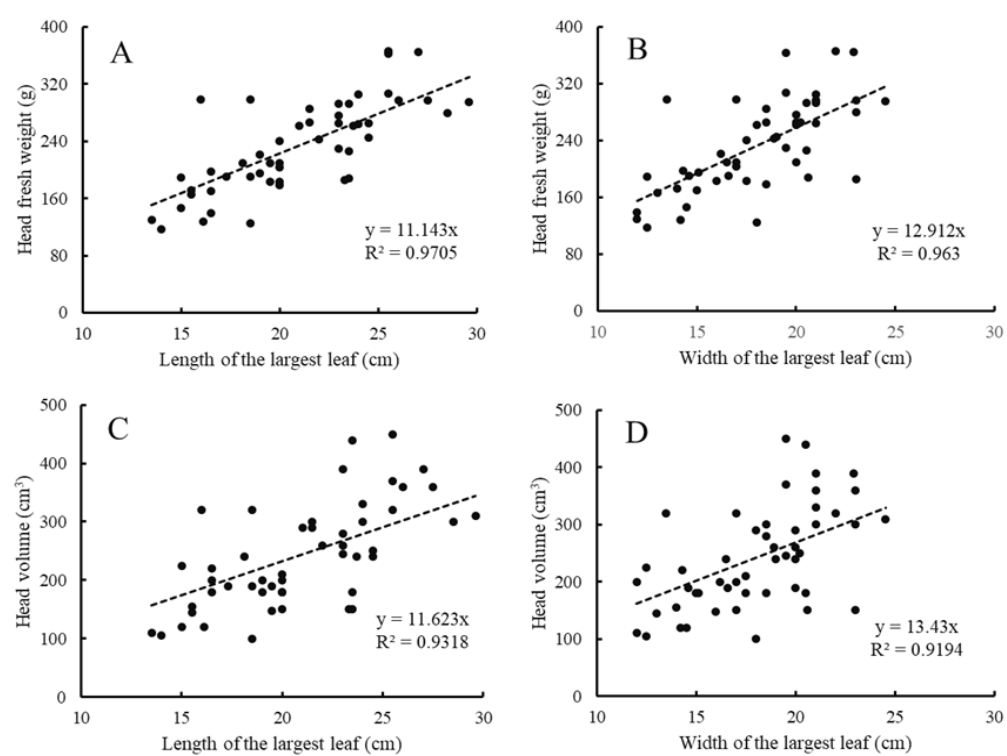 A
Head fresh weight (g)
400
320
240
160
80
0
y = 11.143x
R² = 0.9705
10 15 20 25 30
Length of the largest leaf (cm)
B
Head fresh weight (g)
400
320
240
160
80
0
y = 12.912x
R² = 0.963
10 15 20 25 30
Width of the largest leaf (cm)
C
Head volume (cm³)
500
400
300
200
100
0
y = 11.623x
R² = 0.9318
10 15 20 25 30
Length of the largest leaf (cm)
D
Head volume (cm³)
500
400
300
200
100
0
y = 13.43x
R² = 0.9194
10 15 20 25 30
Width of the largest leaf (cm)